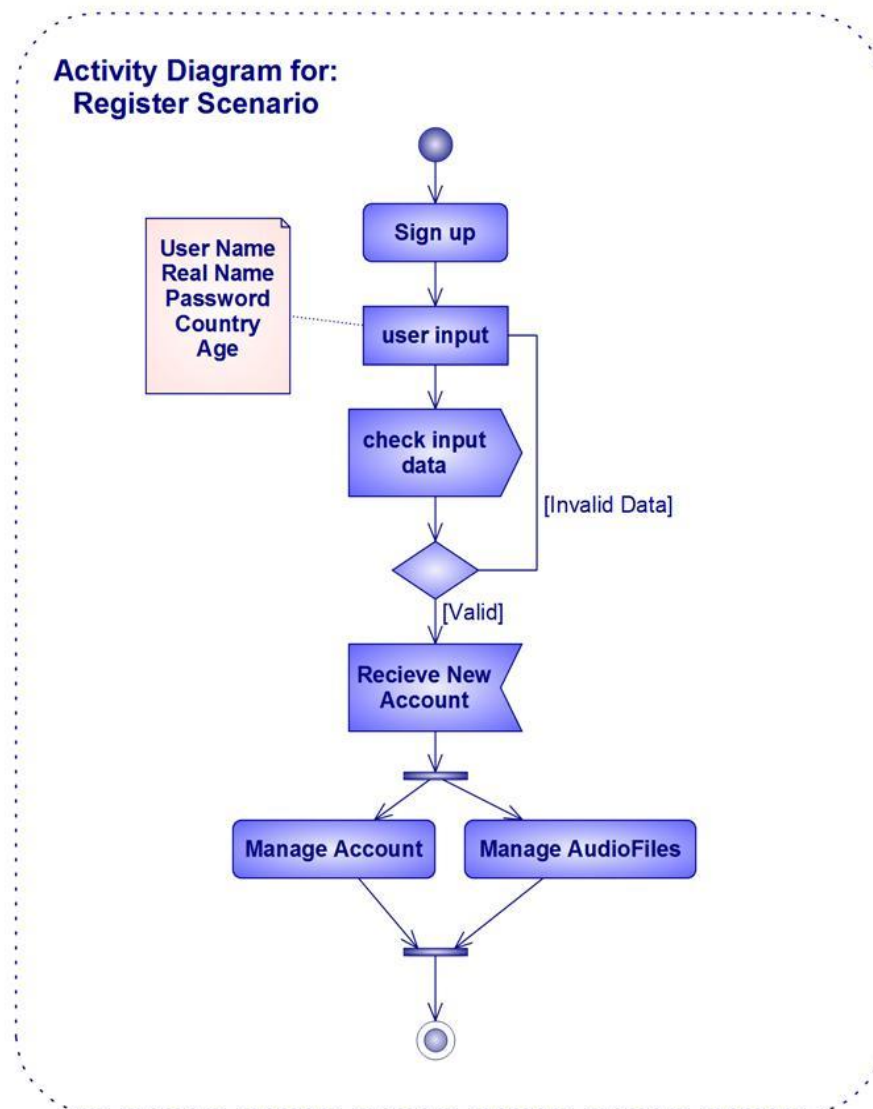 Activity Diagram for:
Register Scenario
Sign up
User Name
Real Name
Password
Country
Age
user input
check input
data
[Invalid Data]
[Valid]
Recieve New
Account
Manage Account
Manage AudioFiles